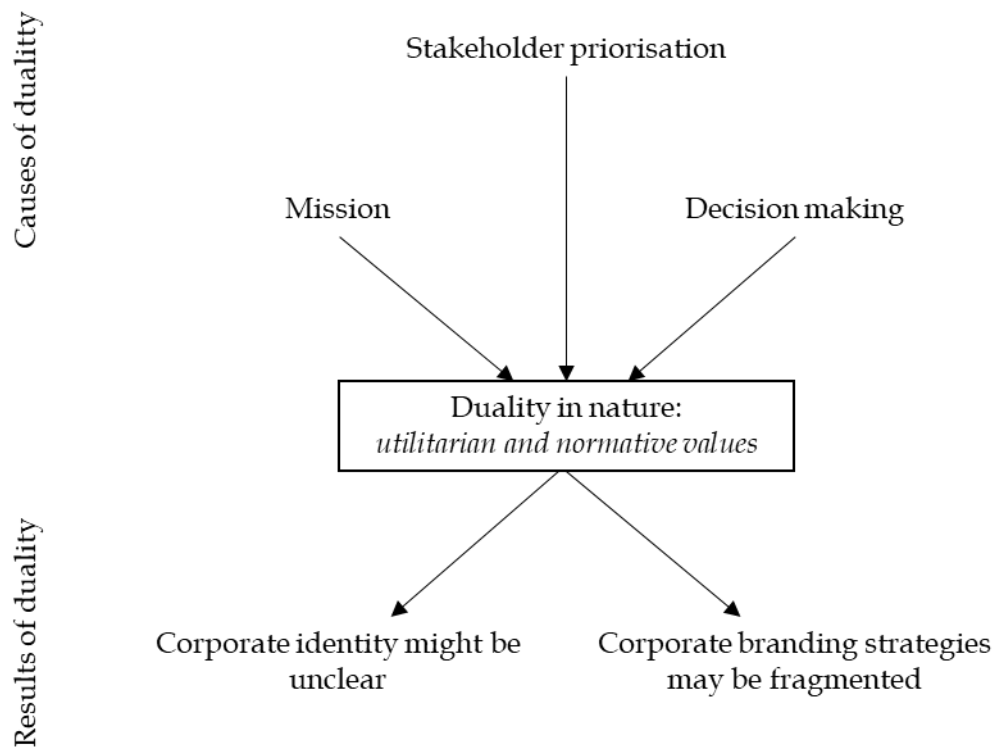 Causes of dualitty
Stakeholder priorisation
Mission
Decision making
Duality in nature:
utilitarian and normative values
Results of duality
Corporate identity might be
unclear
Corporate branding strategies
may be fragmented